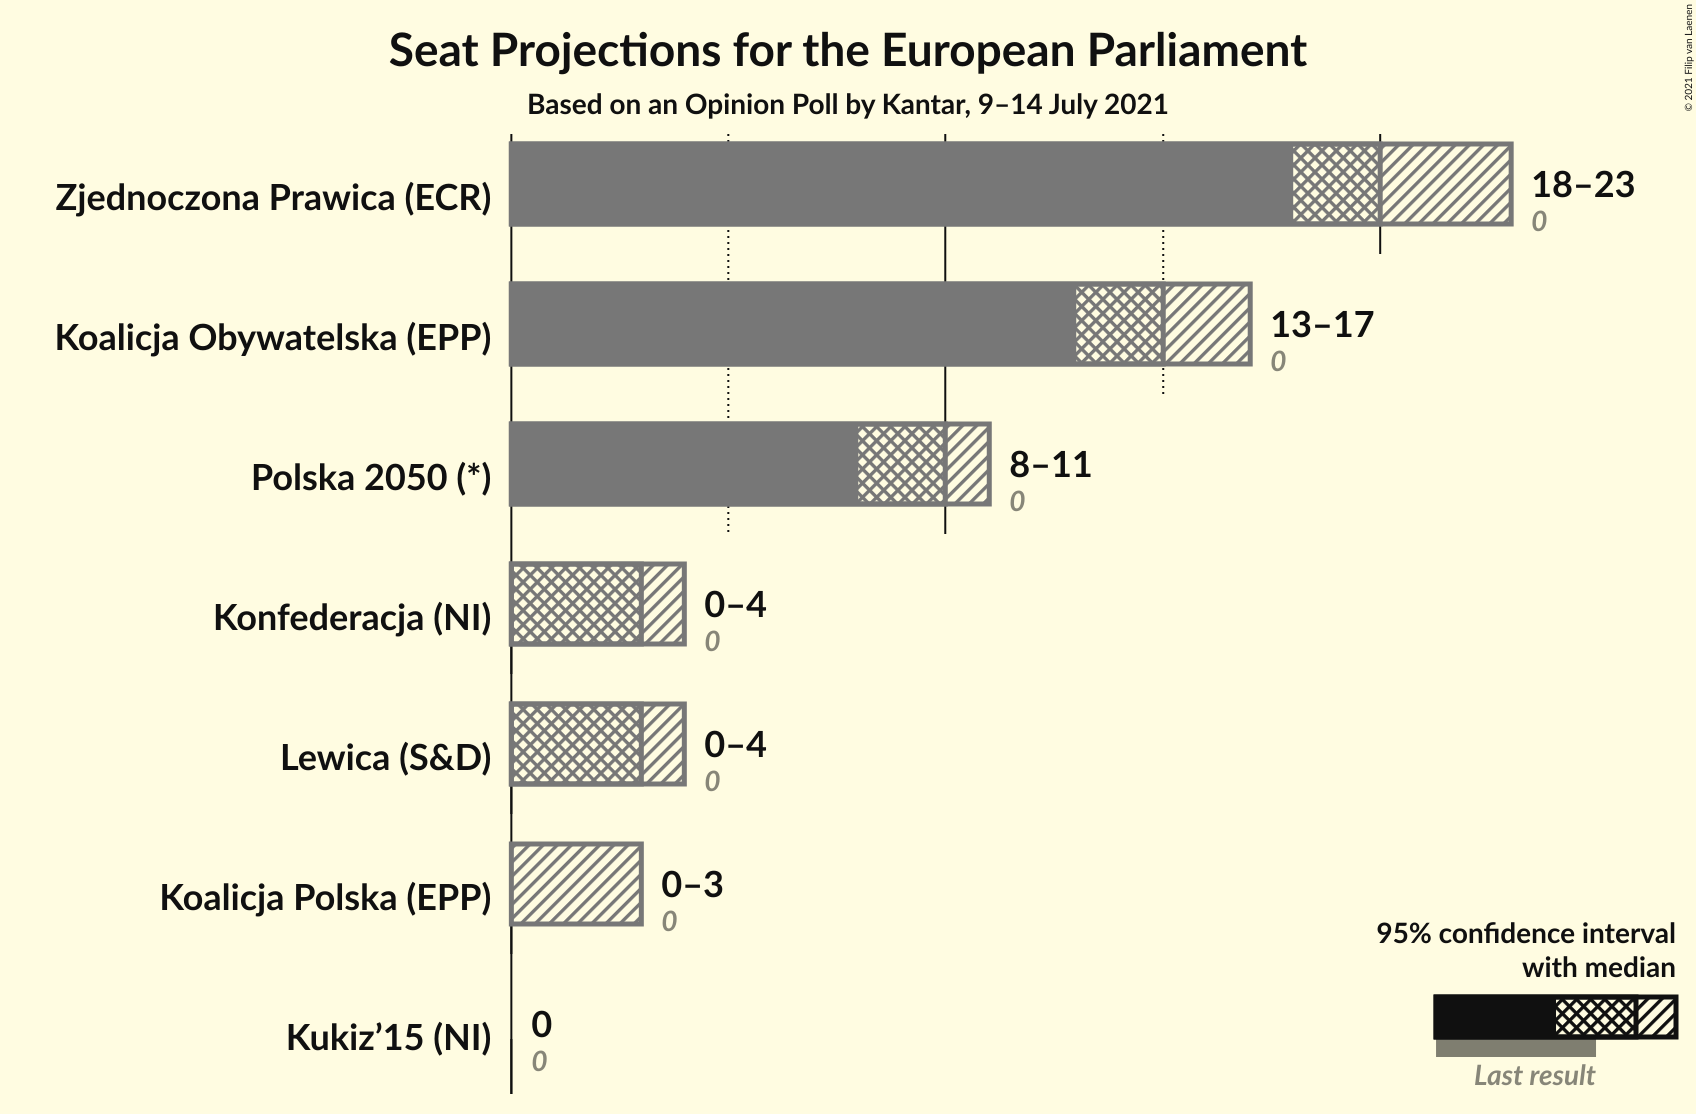 Seat Projections for the European Parliament
Based on an Opinion Poll by Kantar, 9–14 July 2021
© 2021 Filip van Laenen
Zjednoczona Prawica (ECR)
18–23
0
Koalicja Obywatelska (EPP)
13–17
0
Polska 2050 (*)
8–11
0
Konfederacja (NI)
0–4
0
Lewica (S&D)
0–4
0
Koalicja Polska (EPP)
0–3
0
Kukiz’15 (NI)
0
0
95% confidence interval
with median
Last result